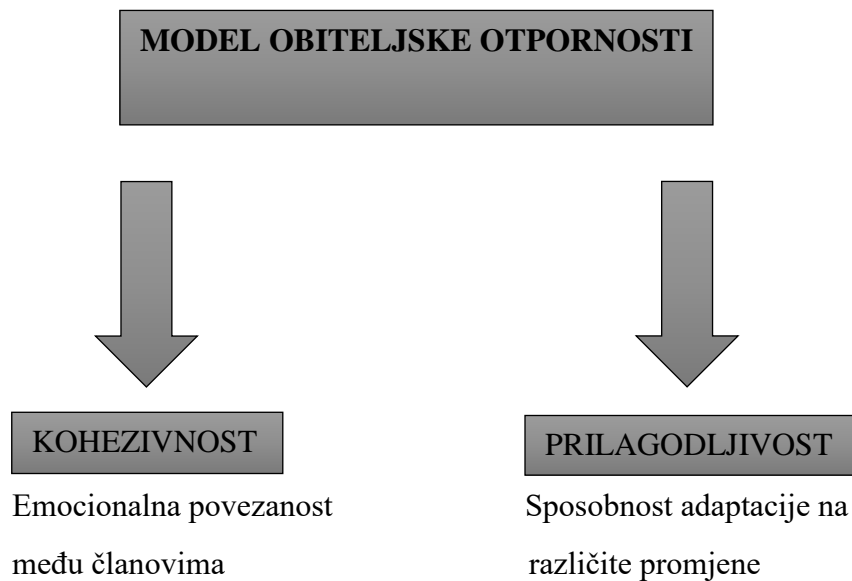 MODEL OBITELJSKE OTPORNOSTI
KOHEZIVNOST
Emocionalna povezanost
među članovima
PRILAGODLJIVOST
Sposobnost adaptacije na
različite promjene